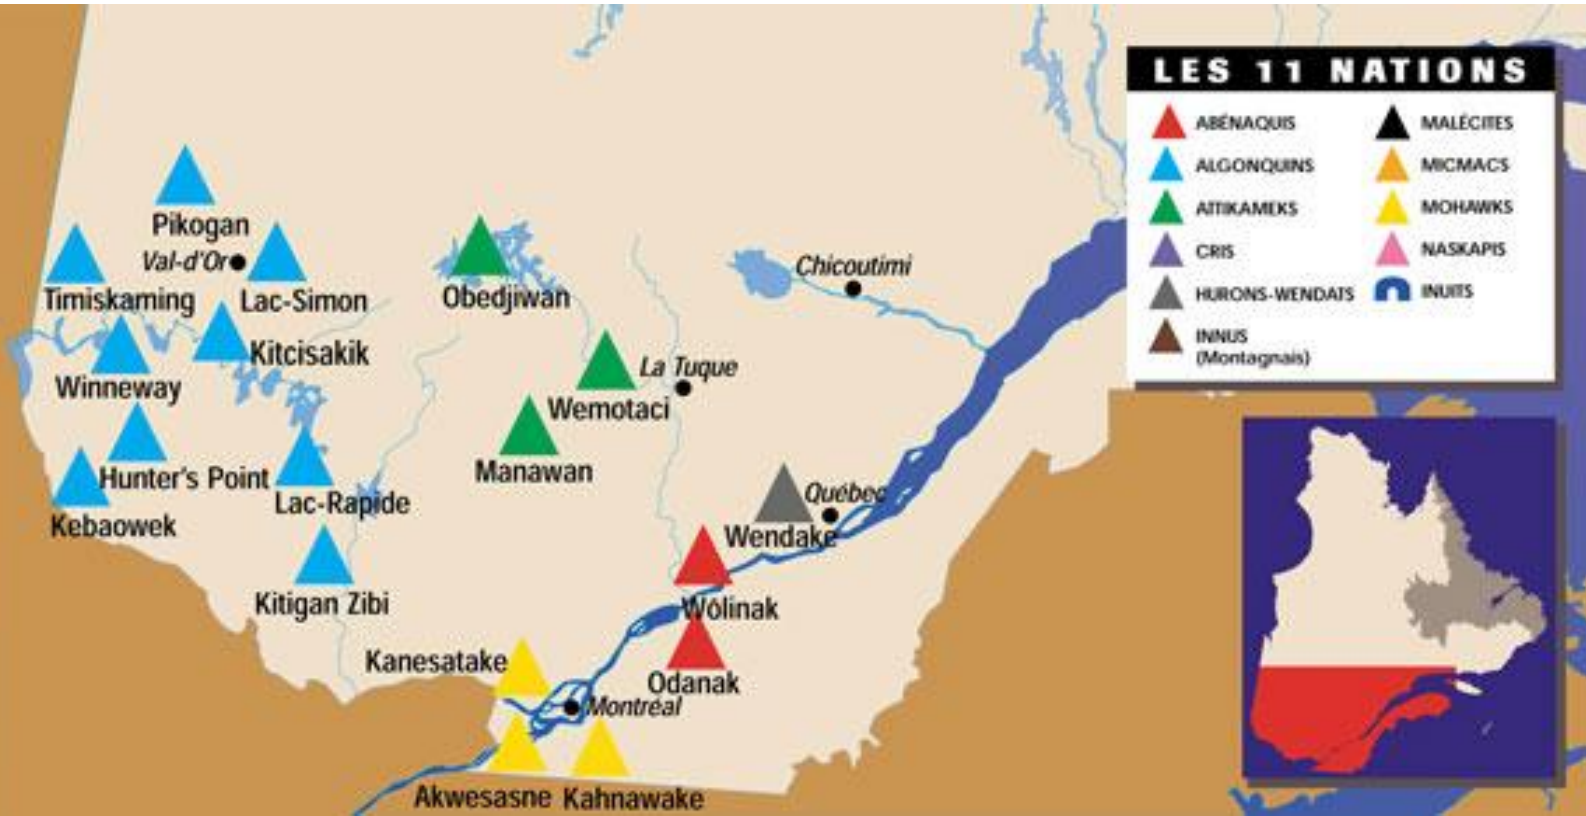 LES 11 NATIONS
ABÉNAQUIS
ALGONQUINS
ATTIKAMEKS
CRIS
HURONS-WENDATS
INNUS
(Montagnais)
MALÉCITES
MICMACS
MOHAWKS
NASKAPIS
INUITS
Pikogan
Val-d'Or
Timiskaming
Lac-Simon
Obedjiwan
Chicoutimi
Kitcisakik
Winneway
La Tuque
Wemotaci
Manawan
Hunter's Point
Lac-Rapide
Kebaowek
Québec
Wendake
Kitigan Zibi
Wôlinak
Kanesatake
Odanak
Montréal
Akwesasne
Kahnawake